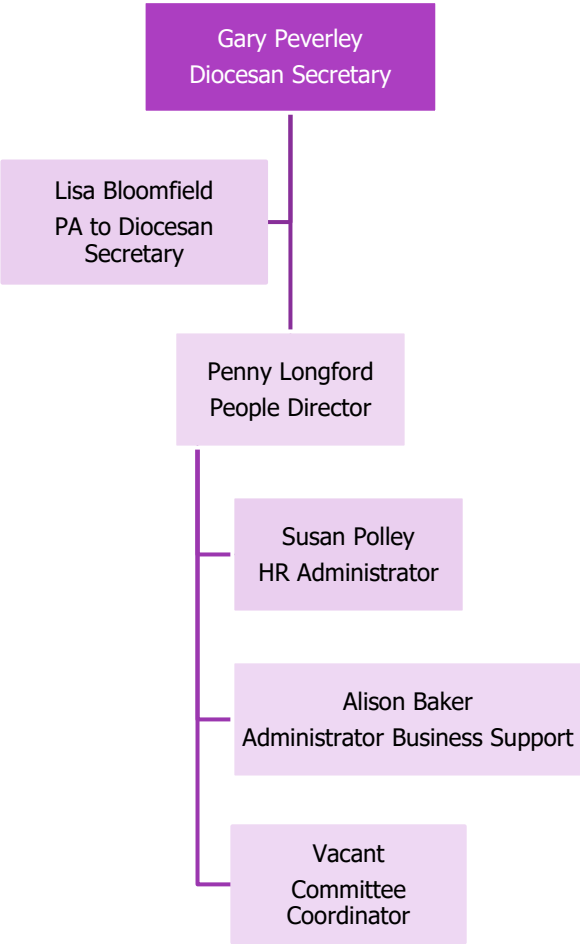 Gary Peverley
Diocesan Secretary
Lisa Bloomfield
PA to Diocesan
Secretary
Penny Longford
People Director
Susan Polley
HR Administrator
Alison Baker
Administrator Business Support
Vacant
Committee
Coordinator